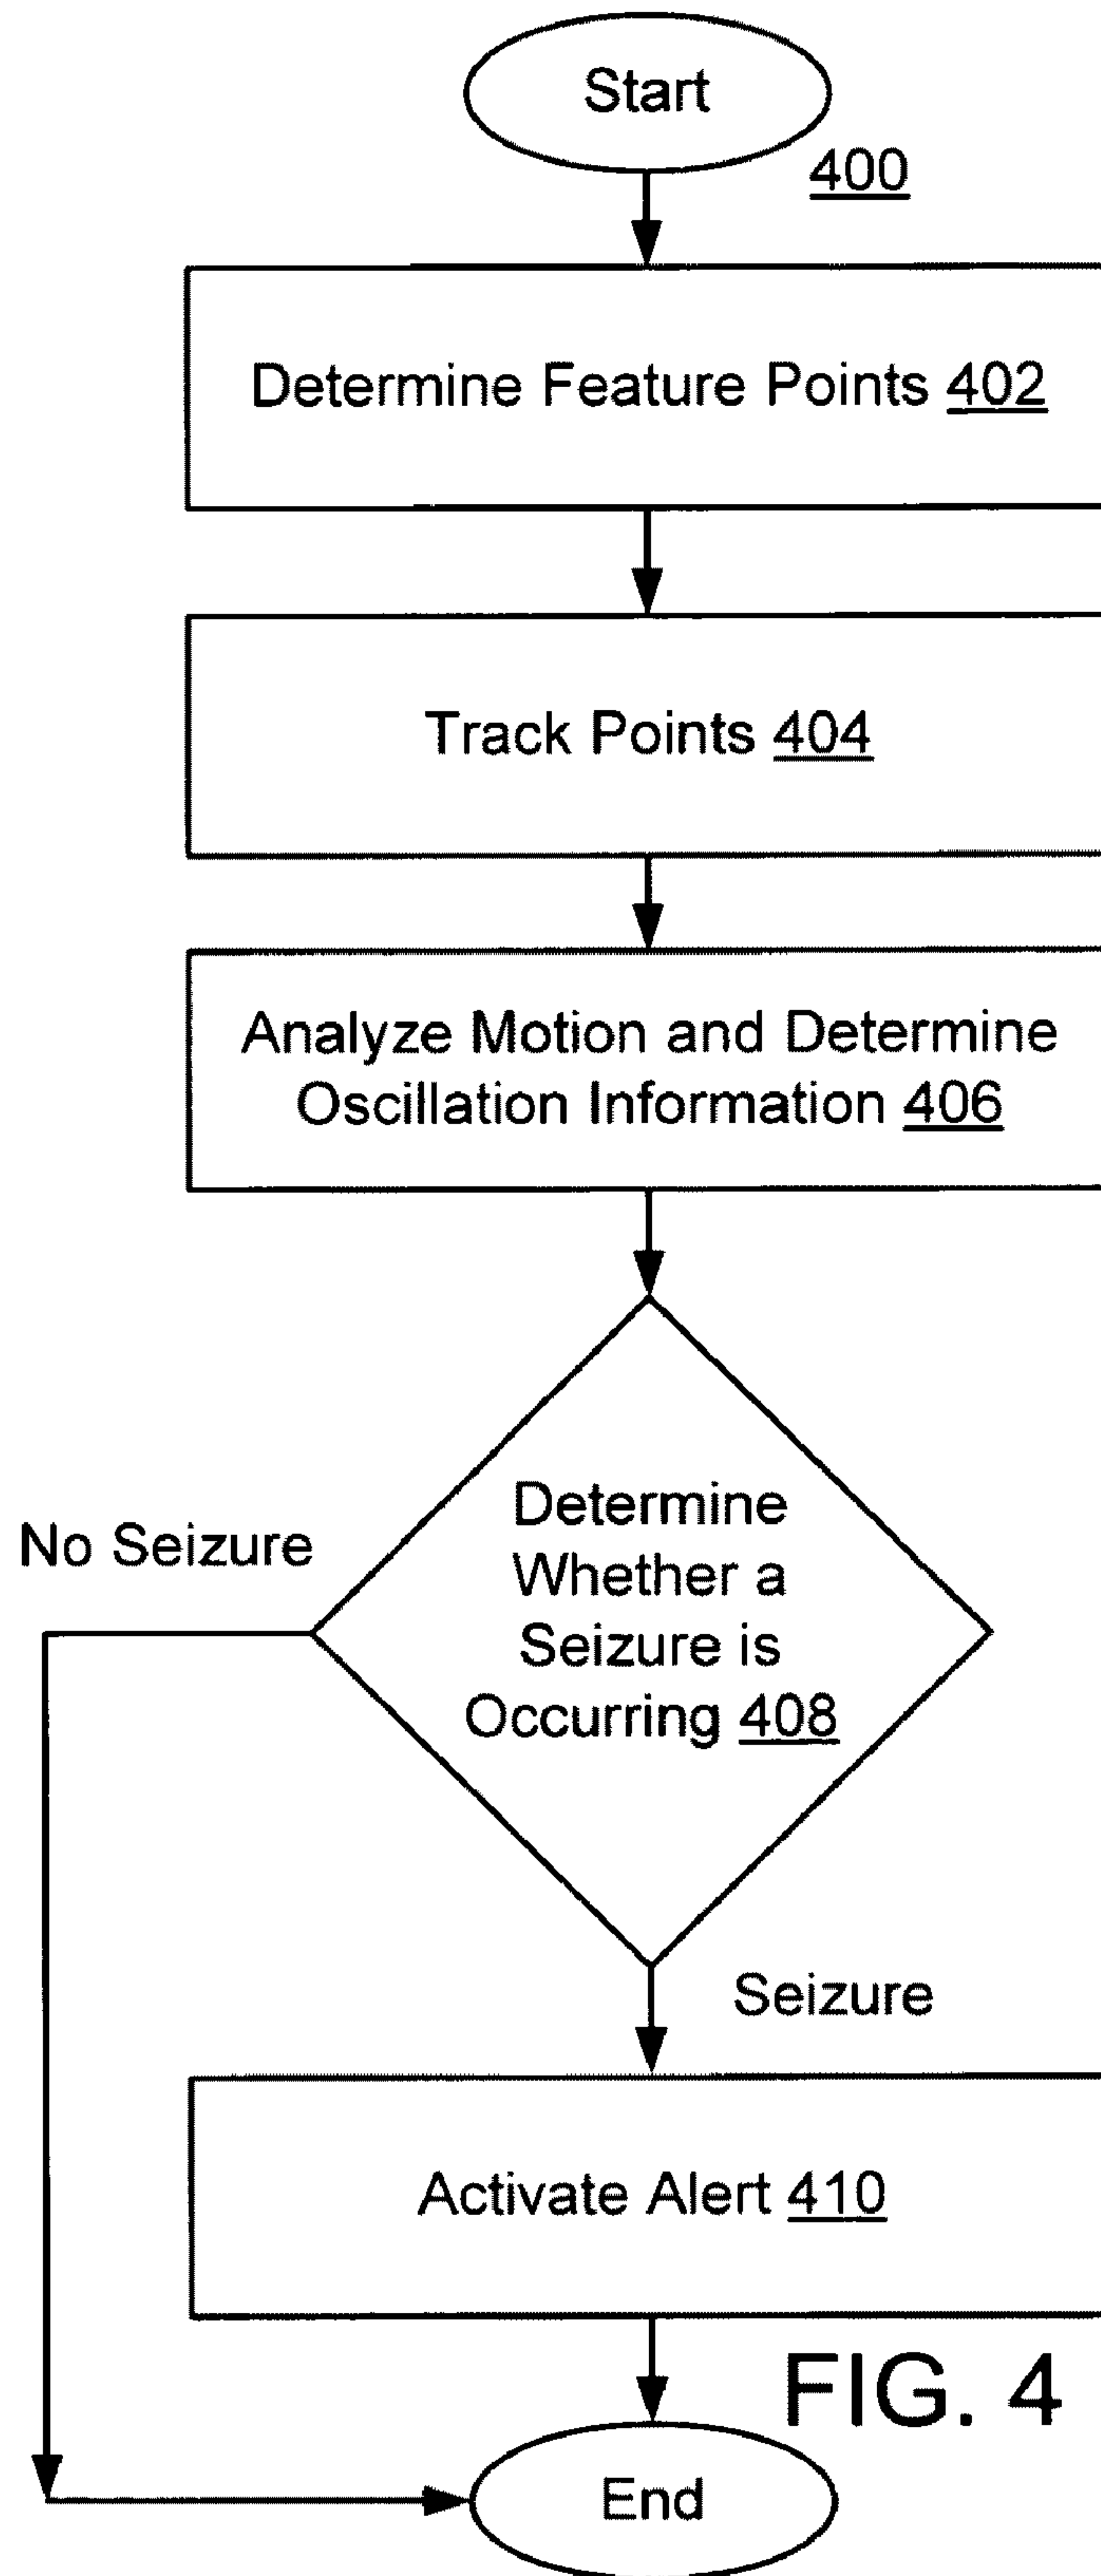 Start
400
Determine Feature Points 402
Track Points 404
Analyze Motion and Determine
Oscillation Information 406
Determine
Whether a
Seizure is
Occurring 408
No Seizure
Seizure
Activate Alert 410
FIG. 4
End